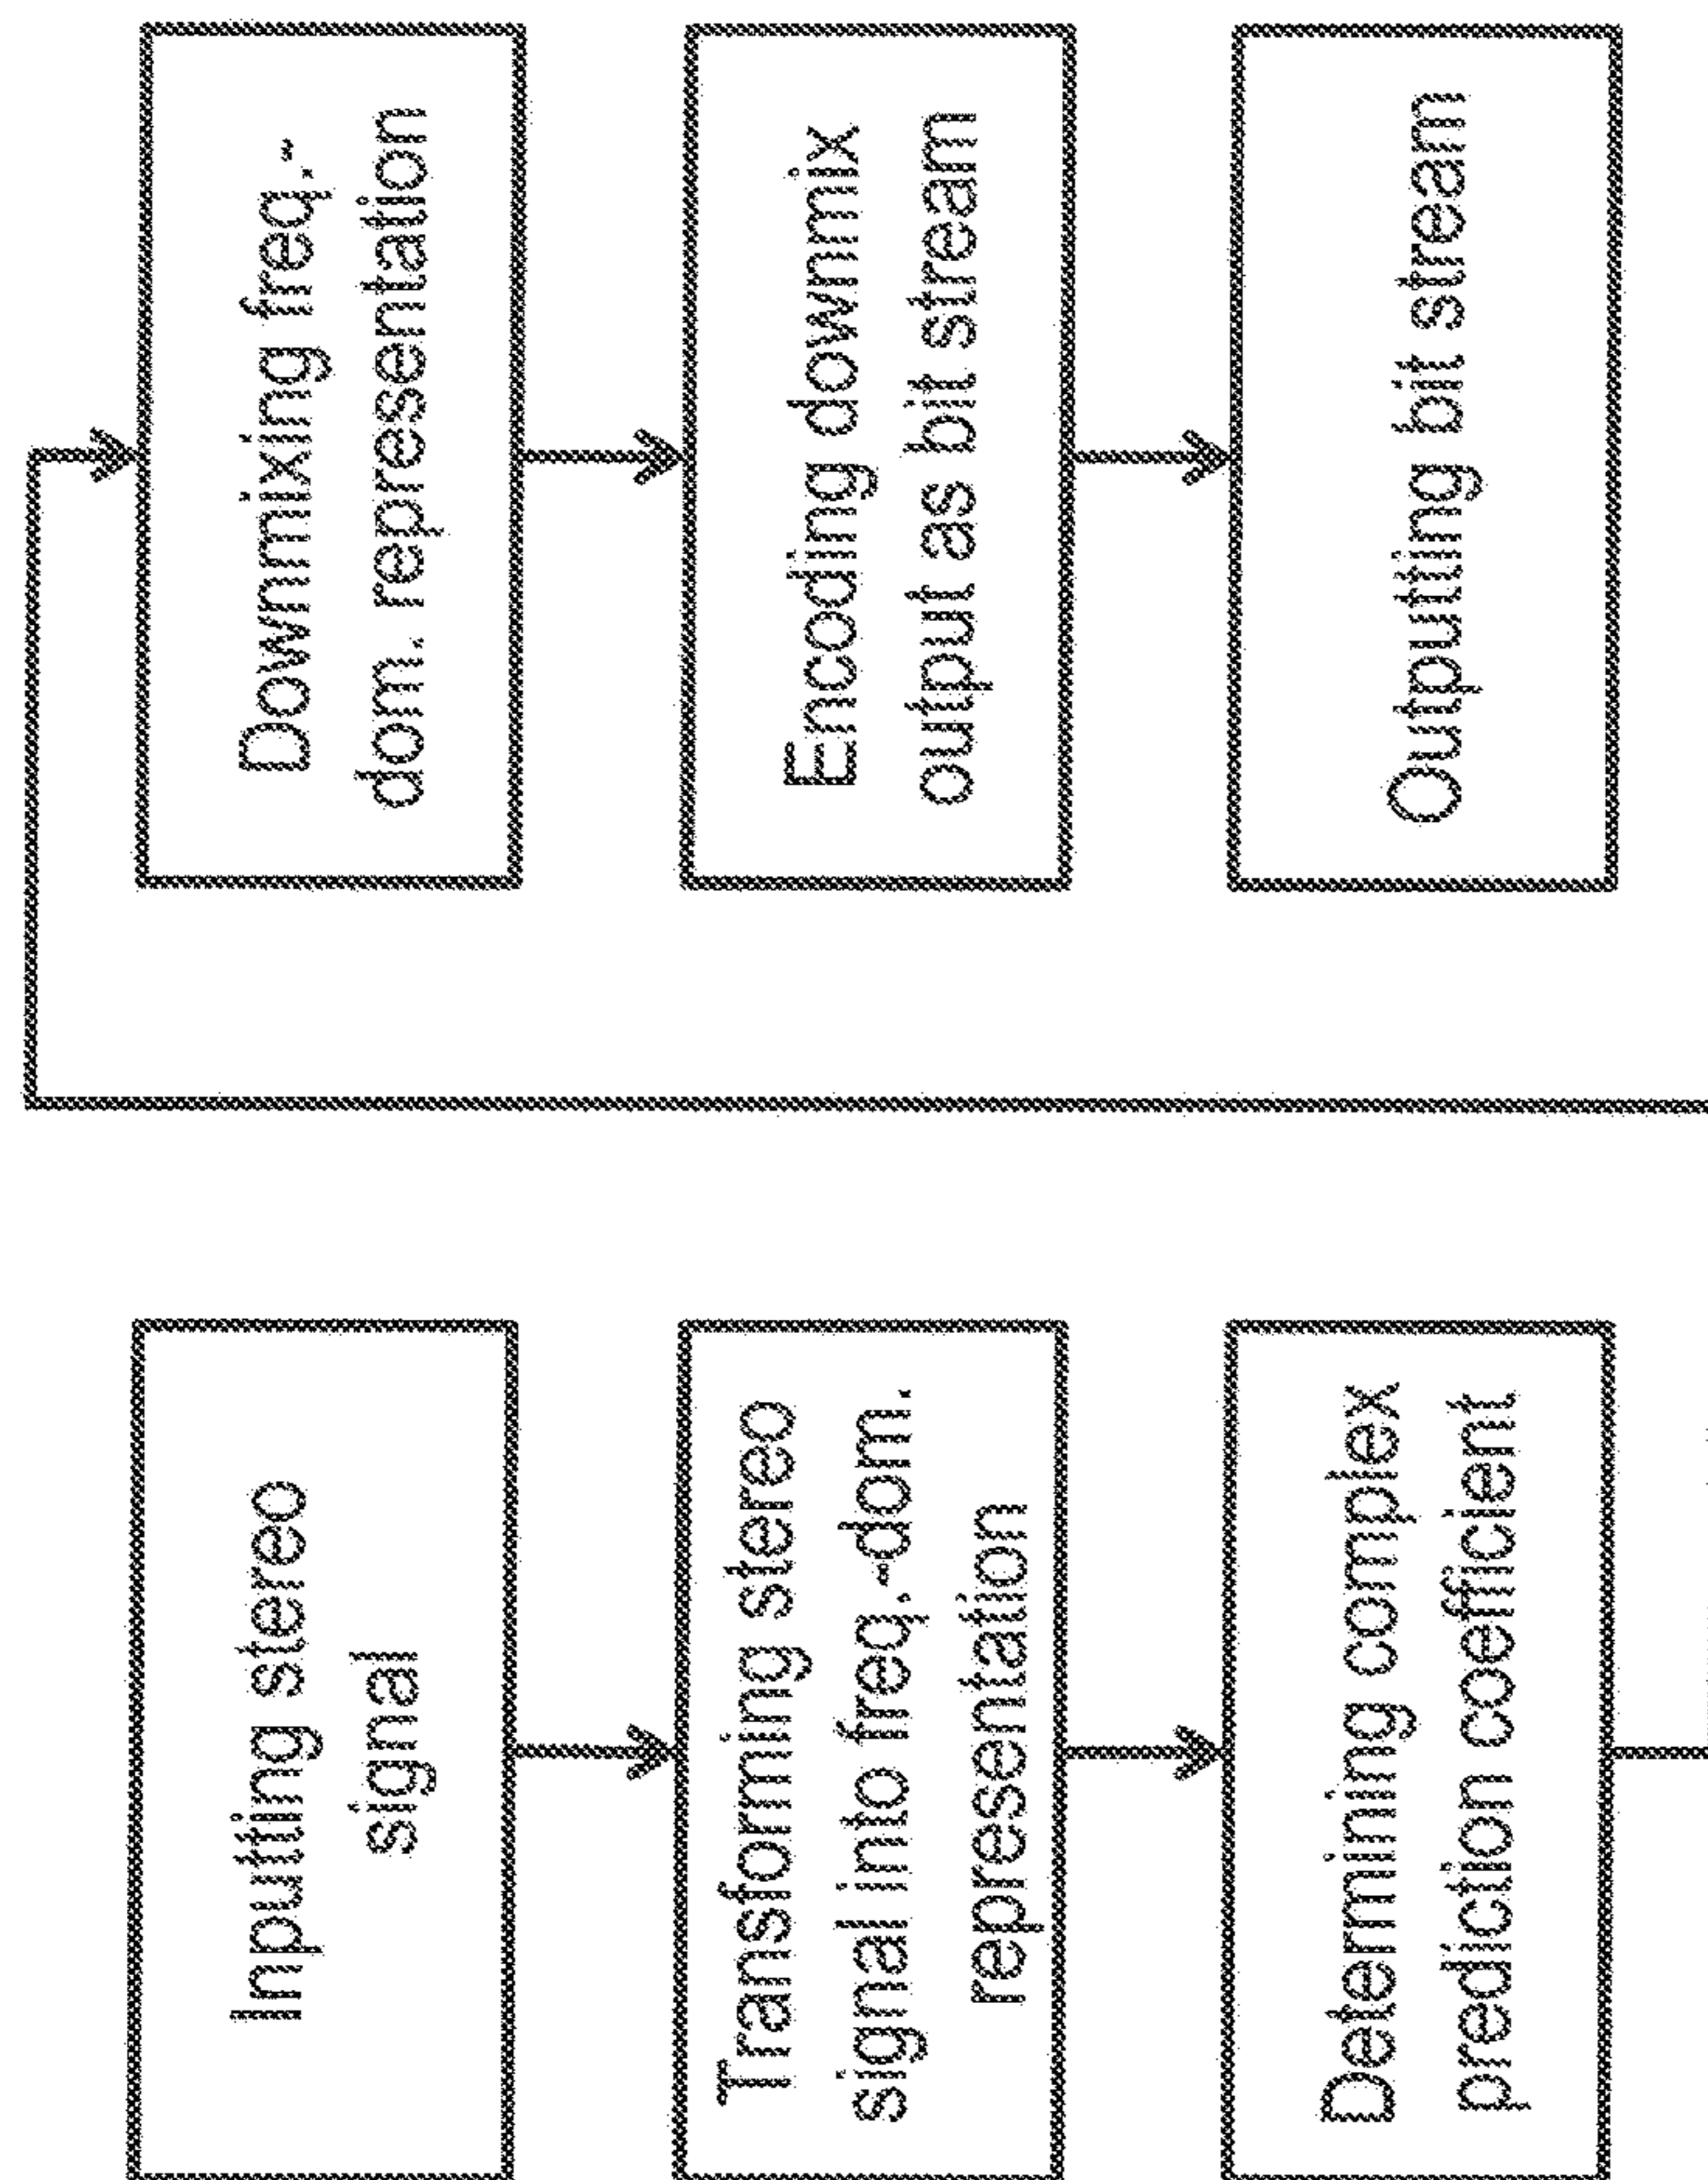 Inputting stereo
signal
Transforming stereo
signal into freq.-dom.
representation
Determining complex
prediction coefficient
Downmixing freq.-
dom. representation
Encoding downmix
output as bit stream
Outputting bit stream